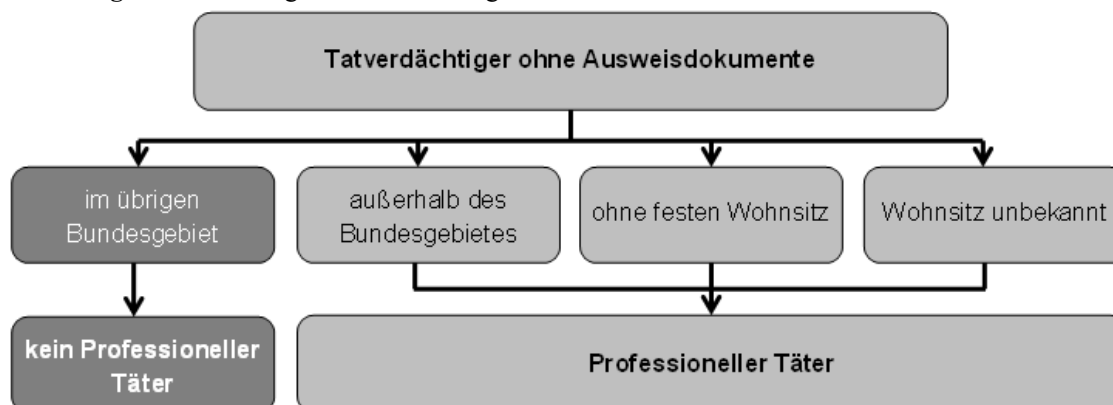 Tatverdächtiger ohne Ausweisdokumente
im übrigen
Bundesgebiet
außerhalb des
Bundesgebietes
ohne festen Wohnsitz
Wohnsitz unbekannt
kein Professioneller
Täter
Professioneller Täter